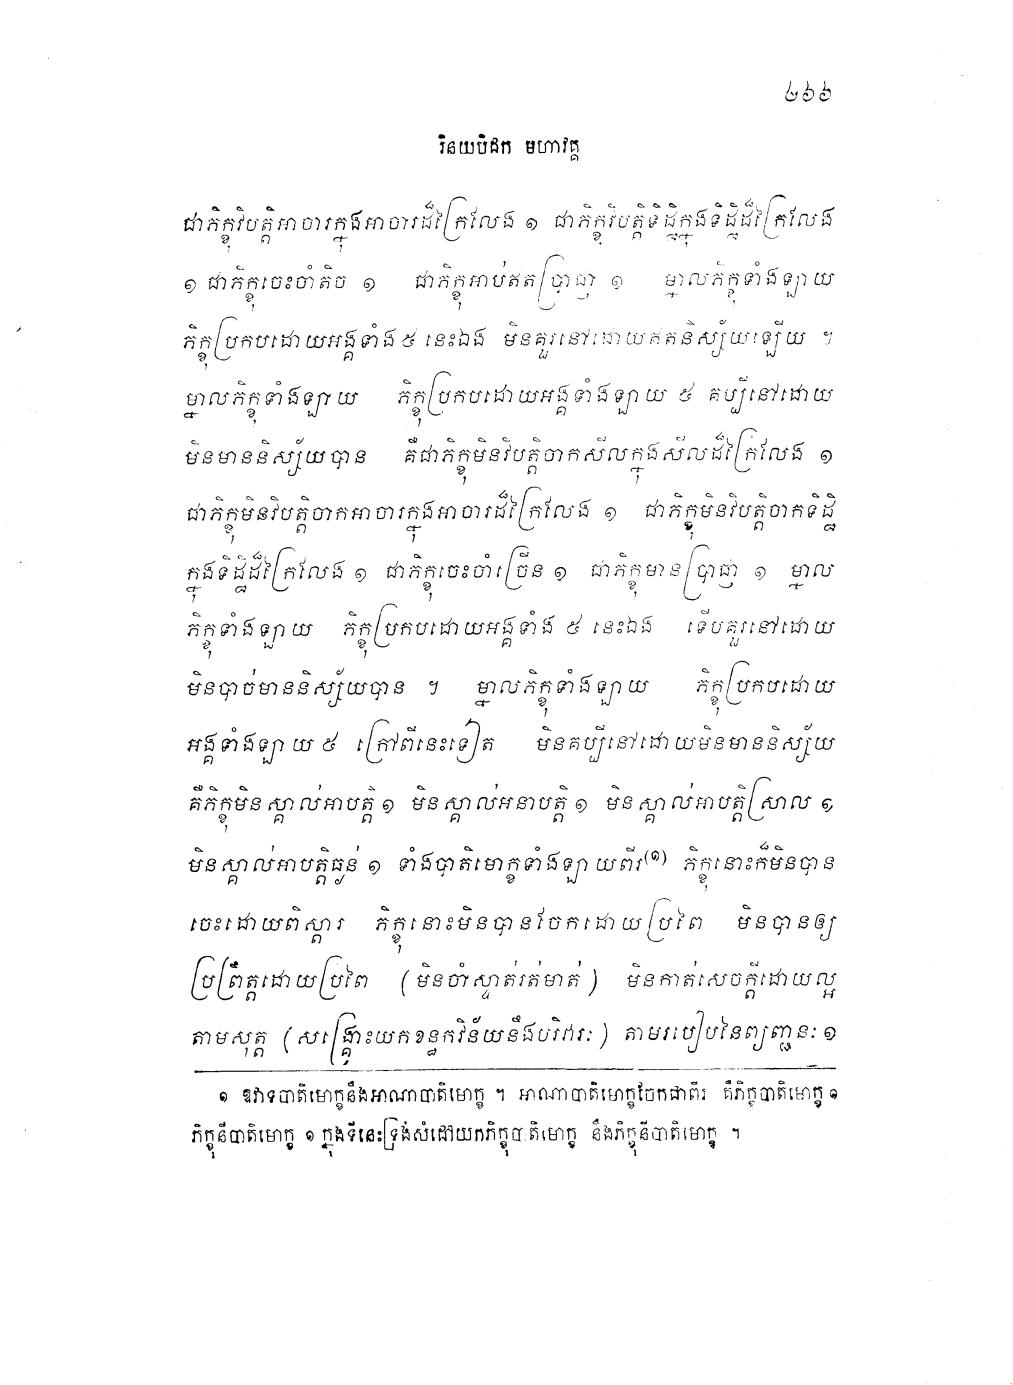 ២៦៦
វិនយបិដក មហាវគ្គ
ជាភិក្ខុវិបត្តិអាចារក្នុងអាចារដ៏ក្រៃលែង ១ ជាភិក្ខុវិបត្តិទិដ្ឋិក្នុងទិដ្ឋិដ៏ក្រៃលែង
១ ជាភិក្ខុចេះចាំតិច ១ ជាភិក្ខុអាប់ឥតប្រាជ្ញា ១ ម្នាលភិក្ខុទាំងឡាយ
ភិក្ខុប្រកបដោយអង្គទាំង ៥ នេះឯង មិនគួរនៅដោយឥតនិស្ស័យឡើយ ។
ម្នាលភិក្ខុទាំងឡាយ ភិក្ខុប្រកបដោយអង្គទាំងឡាយ ៥ គប្បីនៅដោយ
មិនមាននិស្ស័យបាន គឺជាភិក្ខុមិនវិបត្តិចាកសីលក្នុងសីលដ៏ក្រៃលែង ១
ជាភិក្ខុមិនវិបត្តិចាកអាចារក្នុងអាចារដ៏ក្រៃលែង ១ ជាភិក្ខុមិនវិបត្តិចាកទិដ្ឋិ
ក្នុងទិដ្ឋិដ៏ក្រៃលែង ១ ជាភិក្ខុចេះចាំច្រើន ១ ជាភិក្ខុមានប្រាជ្ញា ១ ម្នាល
ភិក្ខុទាំងឡាយ ភិក្ខុប្រកបដោយអង្គទាំង ៥ នេះឯង ទើបគួរនៅដោយ
មិនបាច់មាននិស្ស័យបាន ។ ម្នាលភិក្ខុទាំងឡាយ ភិក្ខុប្រកបដោយ
អង្គទាំងឡាយ ៥ ក្រៅពីនេះទៀត មិនគប្បីនៅដោយមិនមាននិស្ស័យ
គឺភិក្ខុមិនស្គាល់អាបត្តិ ១ មិនស្គាល់អនាបត្តិ ១ មិនស្គាល់អាបត្តិស្រាល ១
មិនស្គាល់អាបត្តិធ្ងន់ ១ ទាំងបាតិមោក្ខទាំងឡាយពីរ(១) ភិក្ខុនោះក៏មិនបាន
ចេះដោយពិស្តារ ភិក្ខុនោះមិនបានចែកដោយប្រពៃ មិនបានឲ្យ
ប្រព្រឹត្តដោយប្រពៃ (មិនចាំស្ទាត់រត់មាត់) មិនកាត់សេចក្តីដោយល្អ
តាមសុត្ត (សង្គ្រោះយកខន្ធកវិន័យនឹងបរិវារៈ) តាមរបៀបនៃព្យញ្ជនៈ ១
១ ឱវាទបាតិមោក្ខនឹងអាណាបាតិមោក្ខ ។ អាណាបាតិមោក្ខចែកជាពីរ គឺភិក្ខុបាតិមោក្ខ ១
ភិក្ខុនីបាតិមោក្ខ ១ ក្នុងទីនេះទ្រង់សំដៅយកភិក្ខុបាតិមោក្ខ នឹងភិក្ខុនីបាតិមោក្ខ ។